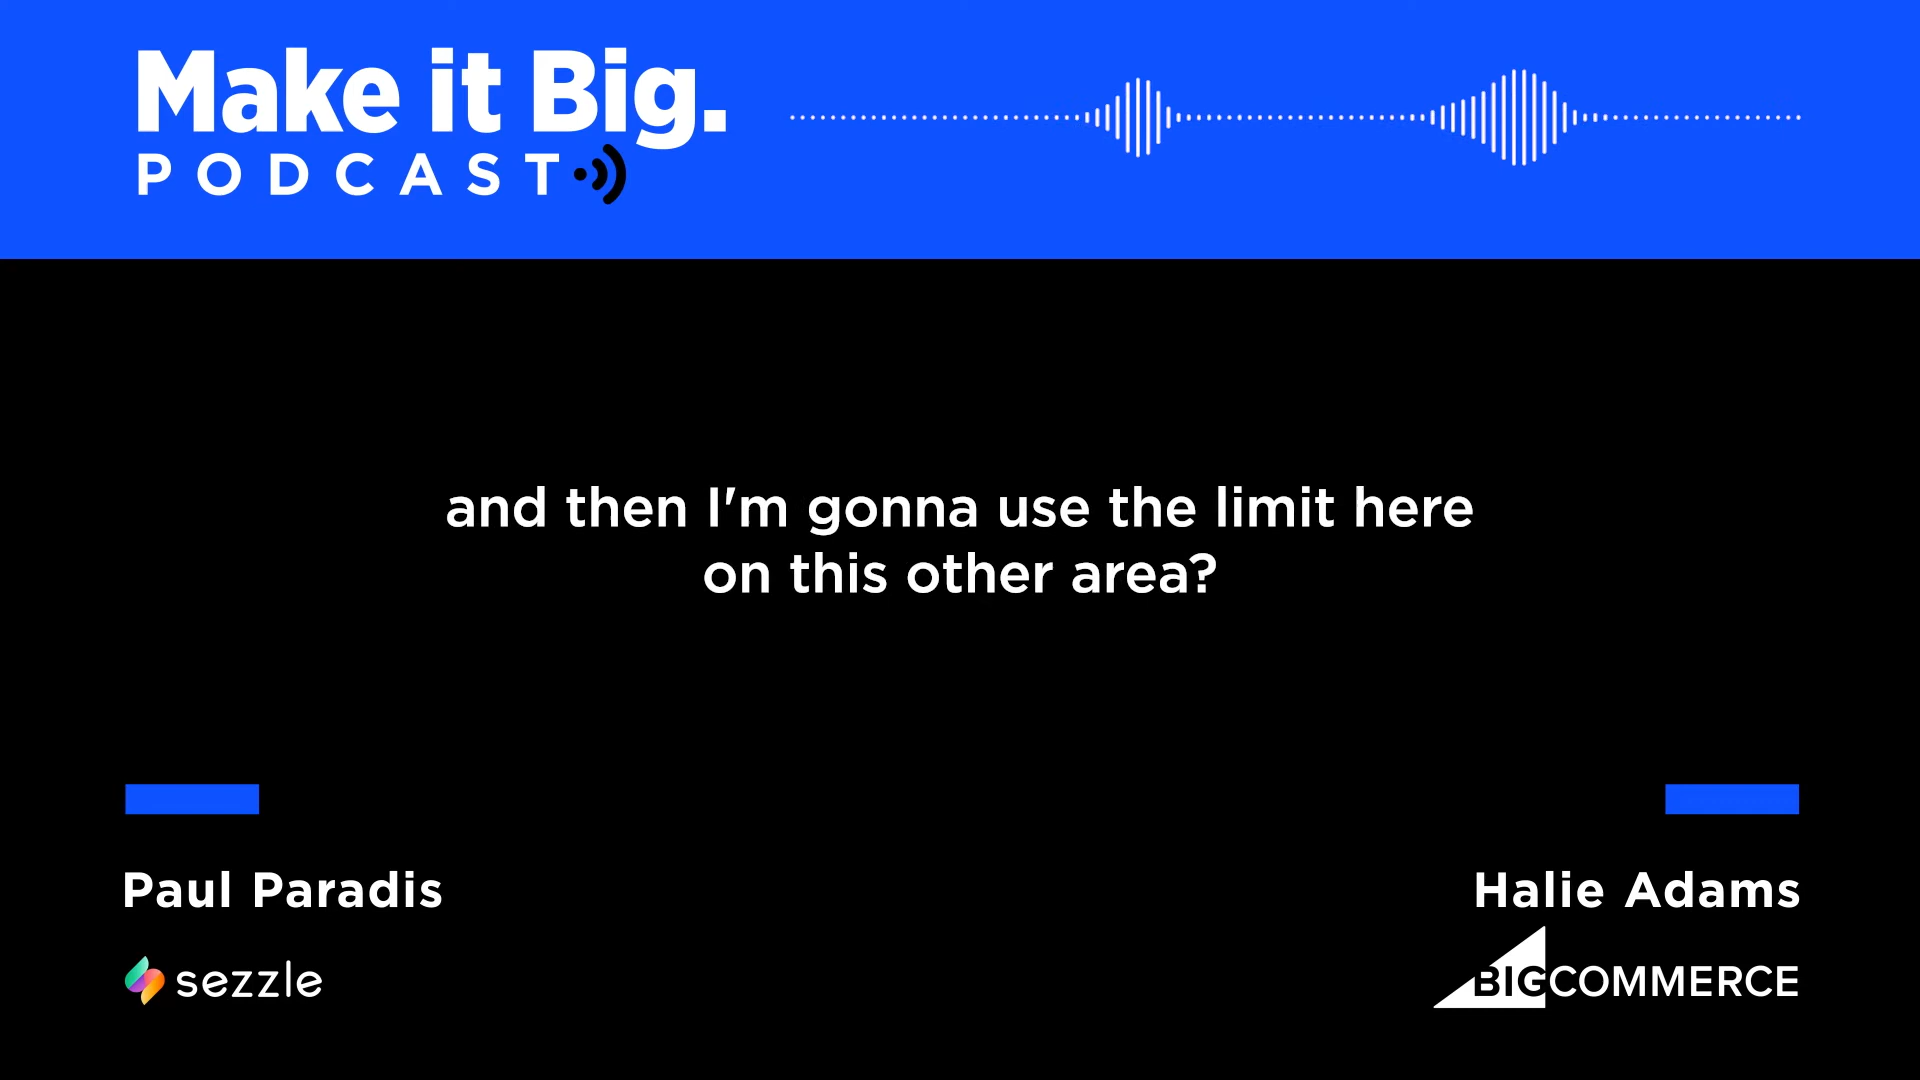 Make it Big.
PODCAST
and then I'm gonna use the limit here
on this other area?
Paul Paradis
Halie Adams
sezzle
BIGCOMMERCE